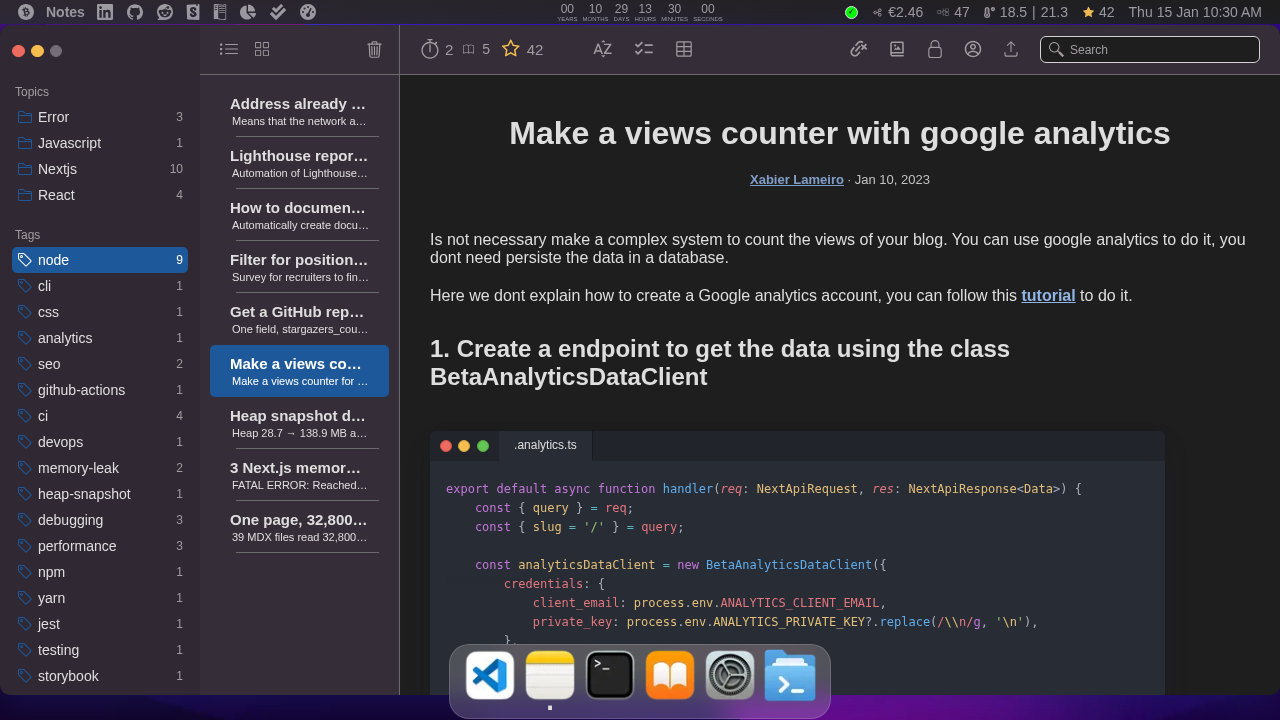 Notes
00 10 29 13 30 00
YEARS MONTHS DAYS HOURS MINUTES SECONDS
€2.46 47 18.5 | 21.3 42 Thu 15 Jan 10:30 AM
2 5 42
Search
Topics
Error 3
Javascript 1
Nextjs 10
React 4
Tags
node 9
cli 1
css 1
analytics 1
seo 2
github-actions 1
ci 4
devops 1
memory-leak 2
heap-snapshot 1
debugging 3
performance 3
npm 1
yarn 1
jest 1
testing 1
storybook 1
Address already …
Means that the network a…
Lighthouse repor…
Automation of Lighthouse…
How to documen…
Automatically create docu…
Filter for position…
Survey for recruiters to fin…
Get a GitHub rep…
One field, stargazers_cou…
Make a views co…
Make a views counter for …
Heap snapshot d…
Heap 28.7 → 138.9 MB a…
3 Next.js memor…
FATAL ERROR: Reached…
One page, 32,800…
39 MDX files read 32,800…
Make a views counter with google analytics
Xabier Lameiro · Jan 10, 2023
Is not necessary make a complex system to count the views of your blog. You can use google analytics to do it, you
dont need persiste the data in a database.
Here we dont explain how to create a Google analytics account, you can follow this tutorial to do it.
1. Create a endpoint to get the data using the class
BetaAnalyticsDataClient
.analytics.ts
export default async function handler(req: NextApiRequest, res: NextApiResponse<Data>) {
const { query } = req;
const { slug = '/' } = query;
const analyticsDataClient = new BetaAnalyticsDataClient({
credentials: {
client_email: process.env.ANALYTICS_CLIENT_EMAIL,
private_key: process.env.ANALYTICS_PRIVATE_KEY?.replace(/\\n/g, '\n'),
},
>_